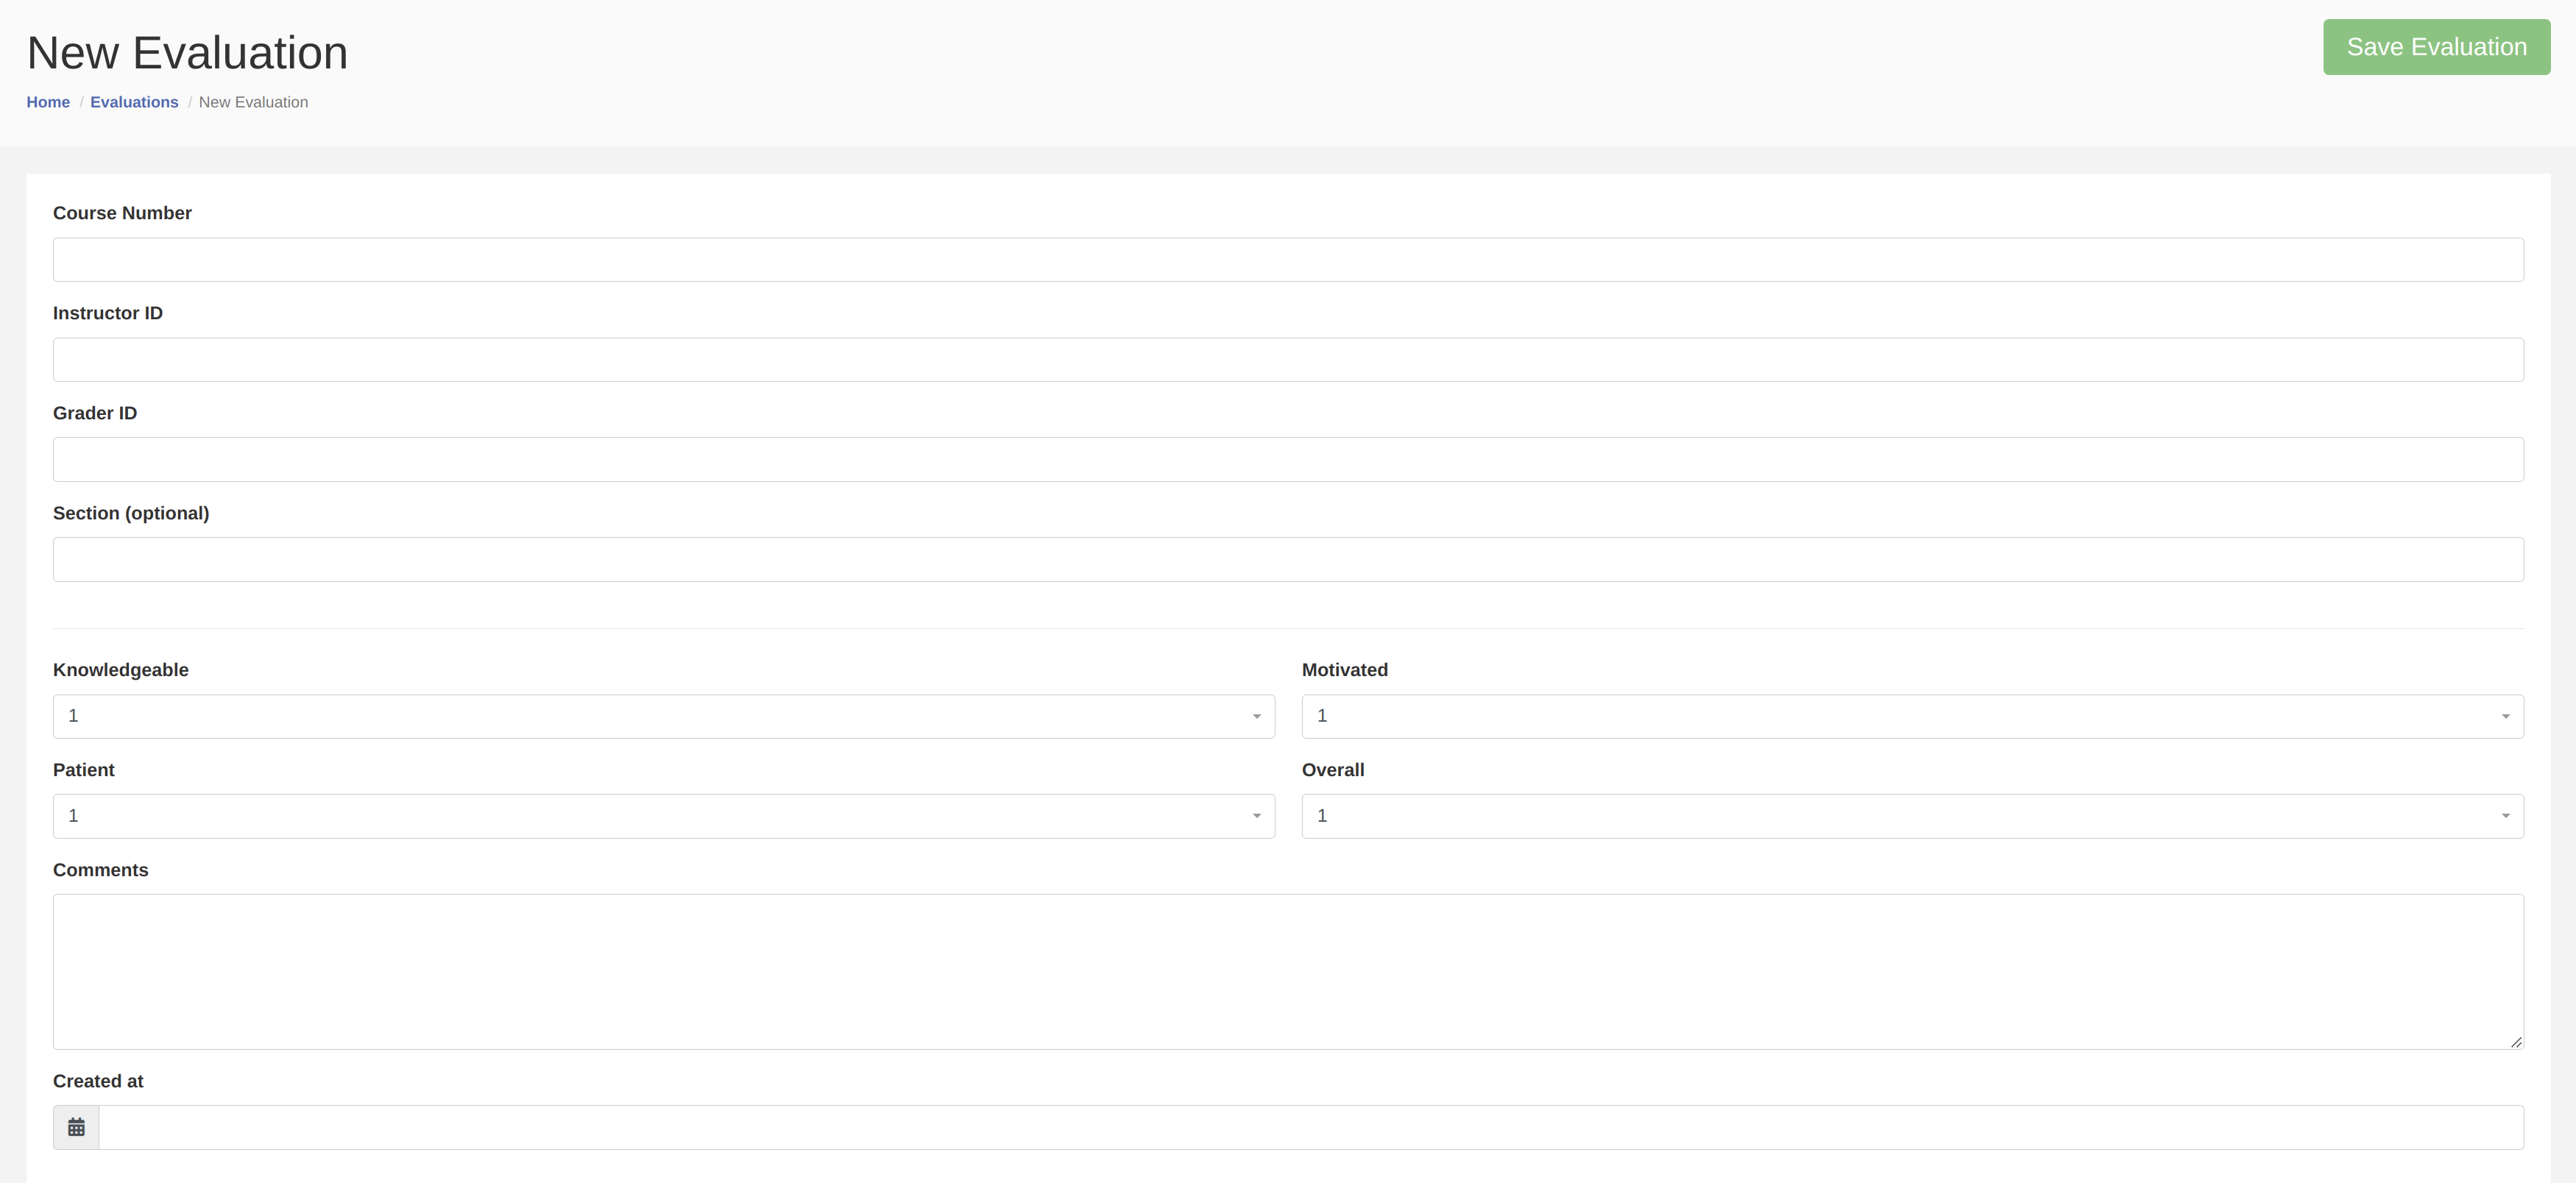 New Evaluation
Save Evaluation
Home / Evaluations / New Evaluation
Course Number
Instructor ID
Grader ID
Section (optional)
Knowledgeable
Motivated
1
1
Patient
Overall
1
1
Comments
Created at